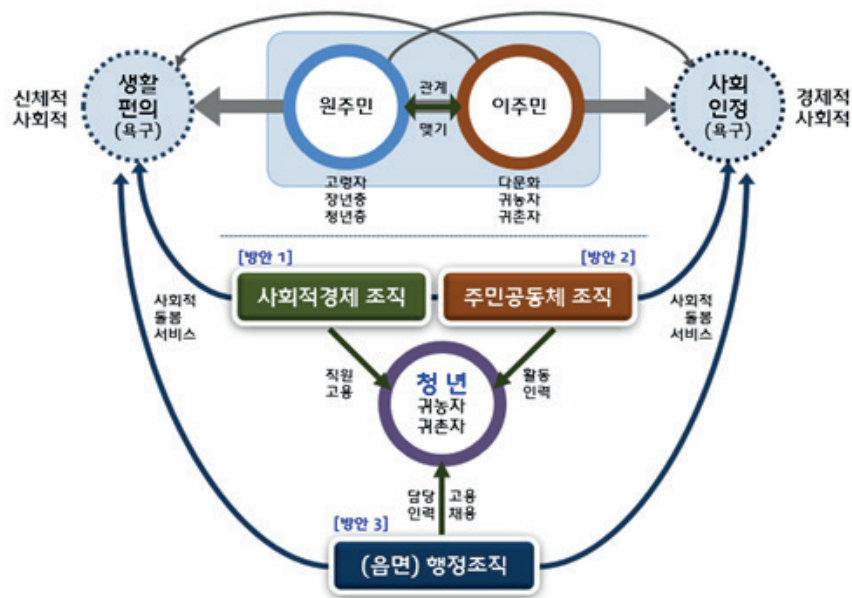 생활
편의
(욕구)
신체적
사회적
원주민
관계
맺기
이주민
사회
인정
(욕구)
경제적
사회적
고령자
장년층
청년층
다문화
귀농자
귀촌자
[방안 1]
[방안 2]
사회적경제 조직
주민공동체 조직
사회적
돌봄
서비스
사회적
돌봄
서비스
직원
고용
청년
귀농자
귀촌자
활동
인력
담당
인력
고용
채용
[방안 3]
(읍면) 행정조직